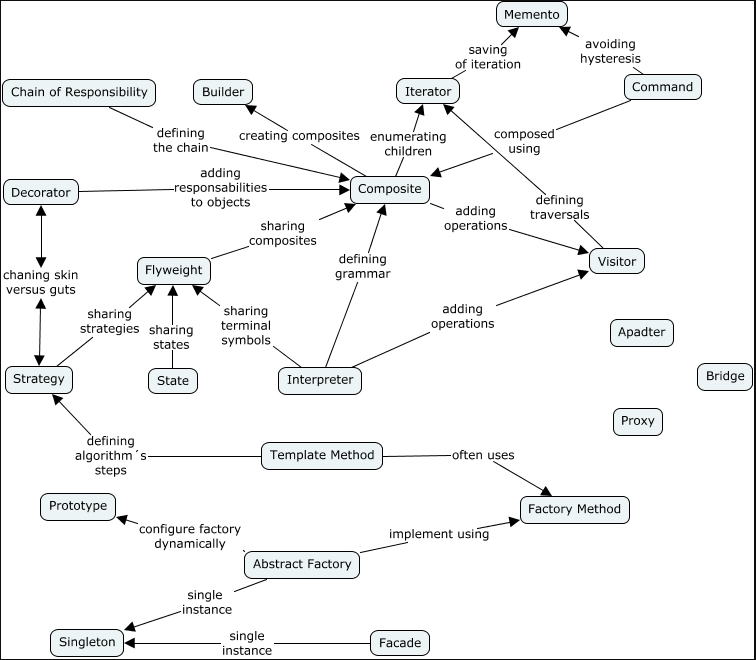 Memento
saving
of iteration
avoiding
hysteresis
Chain of Responsibility
Builder
Iterator
Command
defining
the chain
creating composites
enumerating
children
composed
using
Decorator
adding
responsabilities
to objects
Composite
defining
traversals
adding
operations
sharing
composites
Flyweight
defining
grammar
Visitor
chaning skin
versus guts
sharing
strategies
sharing
states
sharing
terminal
symbols
adding
operations
Apadter
Strategy
State
Interpreter
Bridge
Proxy
defining
algorithm´s
steps
Template Method
often uses
Prototype
Factory Method
configure factory
dynamically
implement using
Abstract Factory
single
instance
Singleton
single
instance
Facade